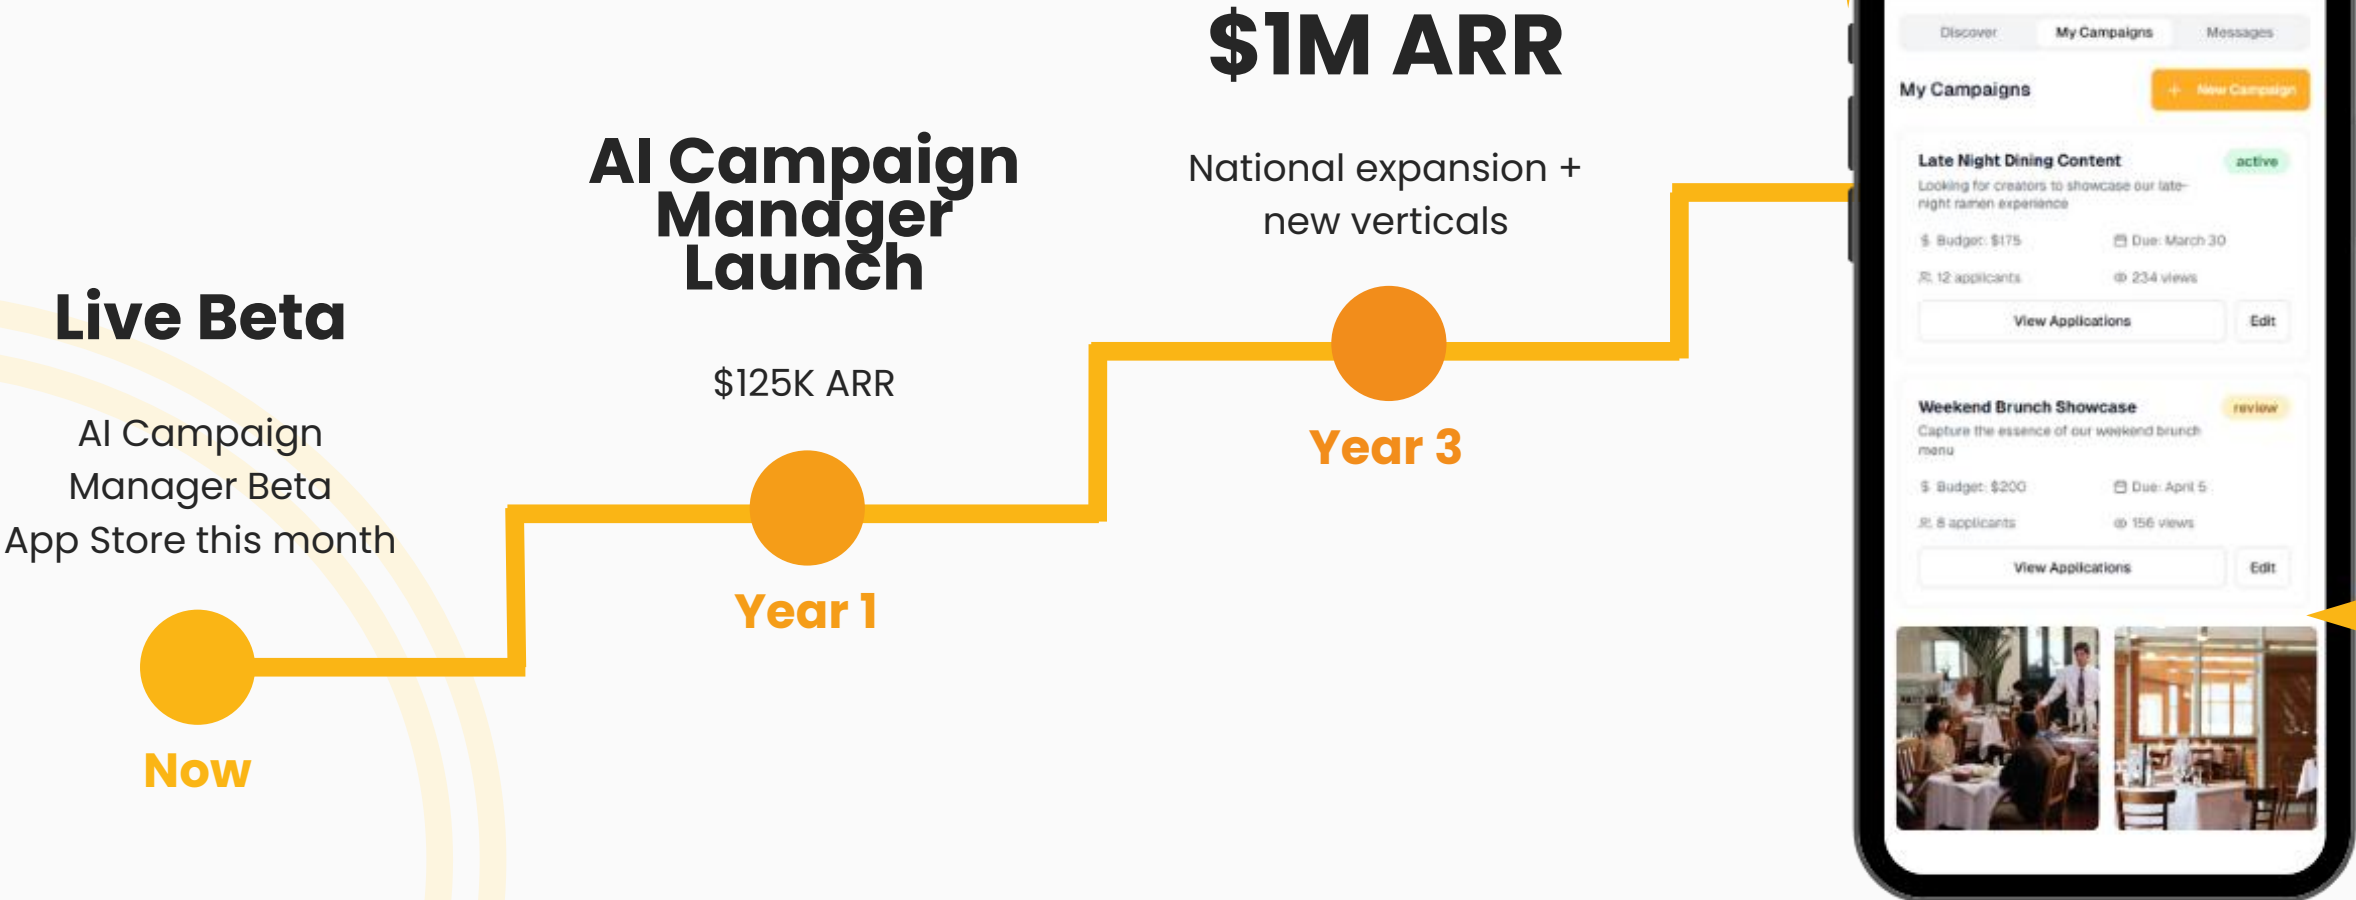 $1M ARR
National expansion +
new verticals
Year 3
AI Campaign
Manager
Launch
$125K ARR
Year 1
Live Beta
AI Campaign
Manager Beta
App Store this month
Now
Discover My Campaigns Messages
My Campaigns + New Campaign
Late Night Dining Content active
Looking for creators to showcase our late-
night ramen experience
$ Budget: $175 Due: March 30
12 applicants 234 views
View Applications Edit
Weekend Brunch Showcase review
Capture the essence of our weekend brunch
menu
$ Budget: $200 Due: April 5
8 applicants 156 views
View Applications Edit